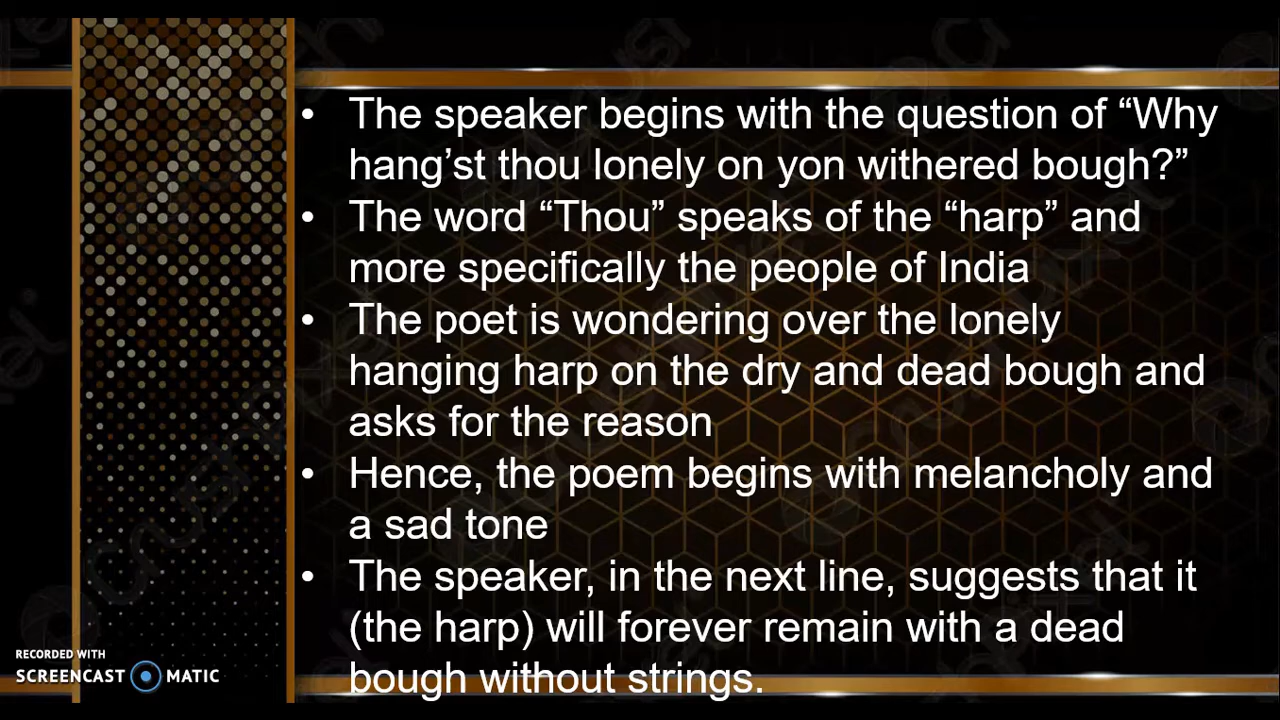 • The speaker begins with the question of “Why
hang’st thou lonely on yon withered bough?”
• The word “Thou” speaks of the “harp” and
more specifically the people of India
• The poet is wondering over the lonely
hanging harp on the dry and dead bough and
asks for the reason
• Hence, the poem begins with melancholy and
a sad tone
• The speaker, in the next line, suggests that it
(the harp) will forever remain with a dead
bough without strings.
RECORDED WITH
SCREENCAST MATIC